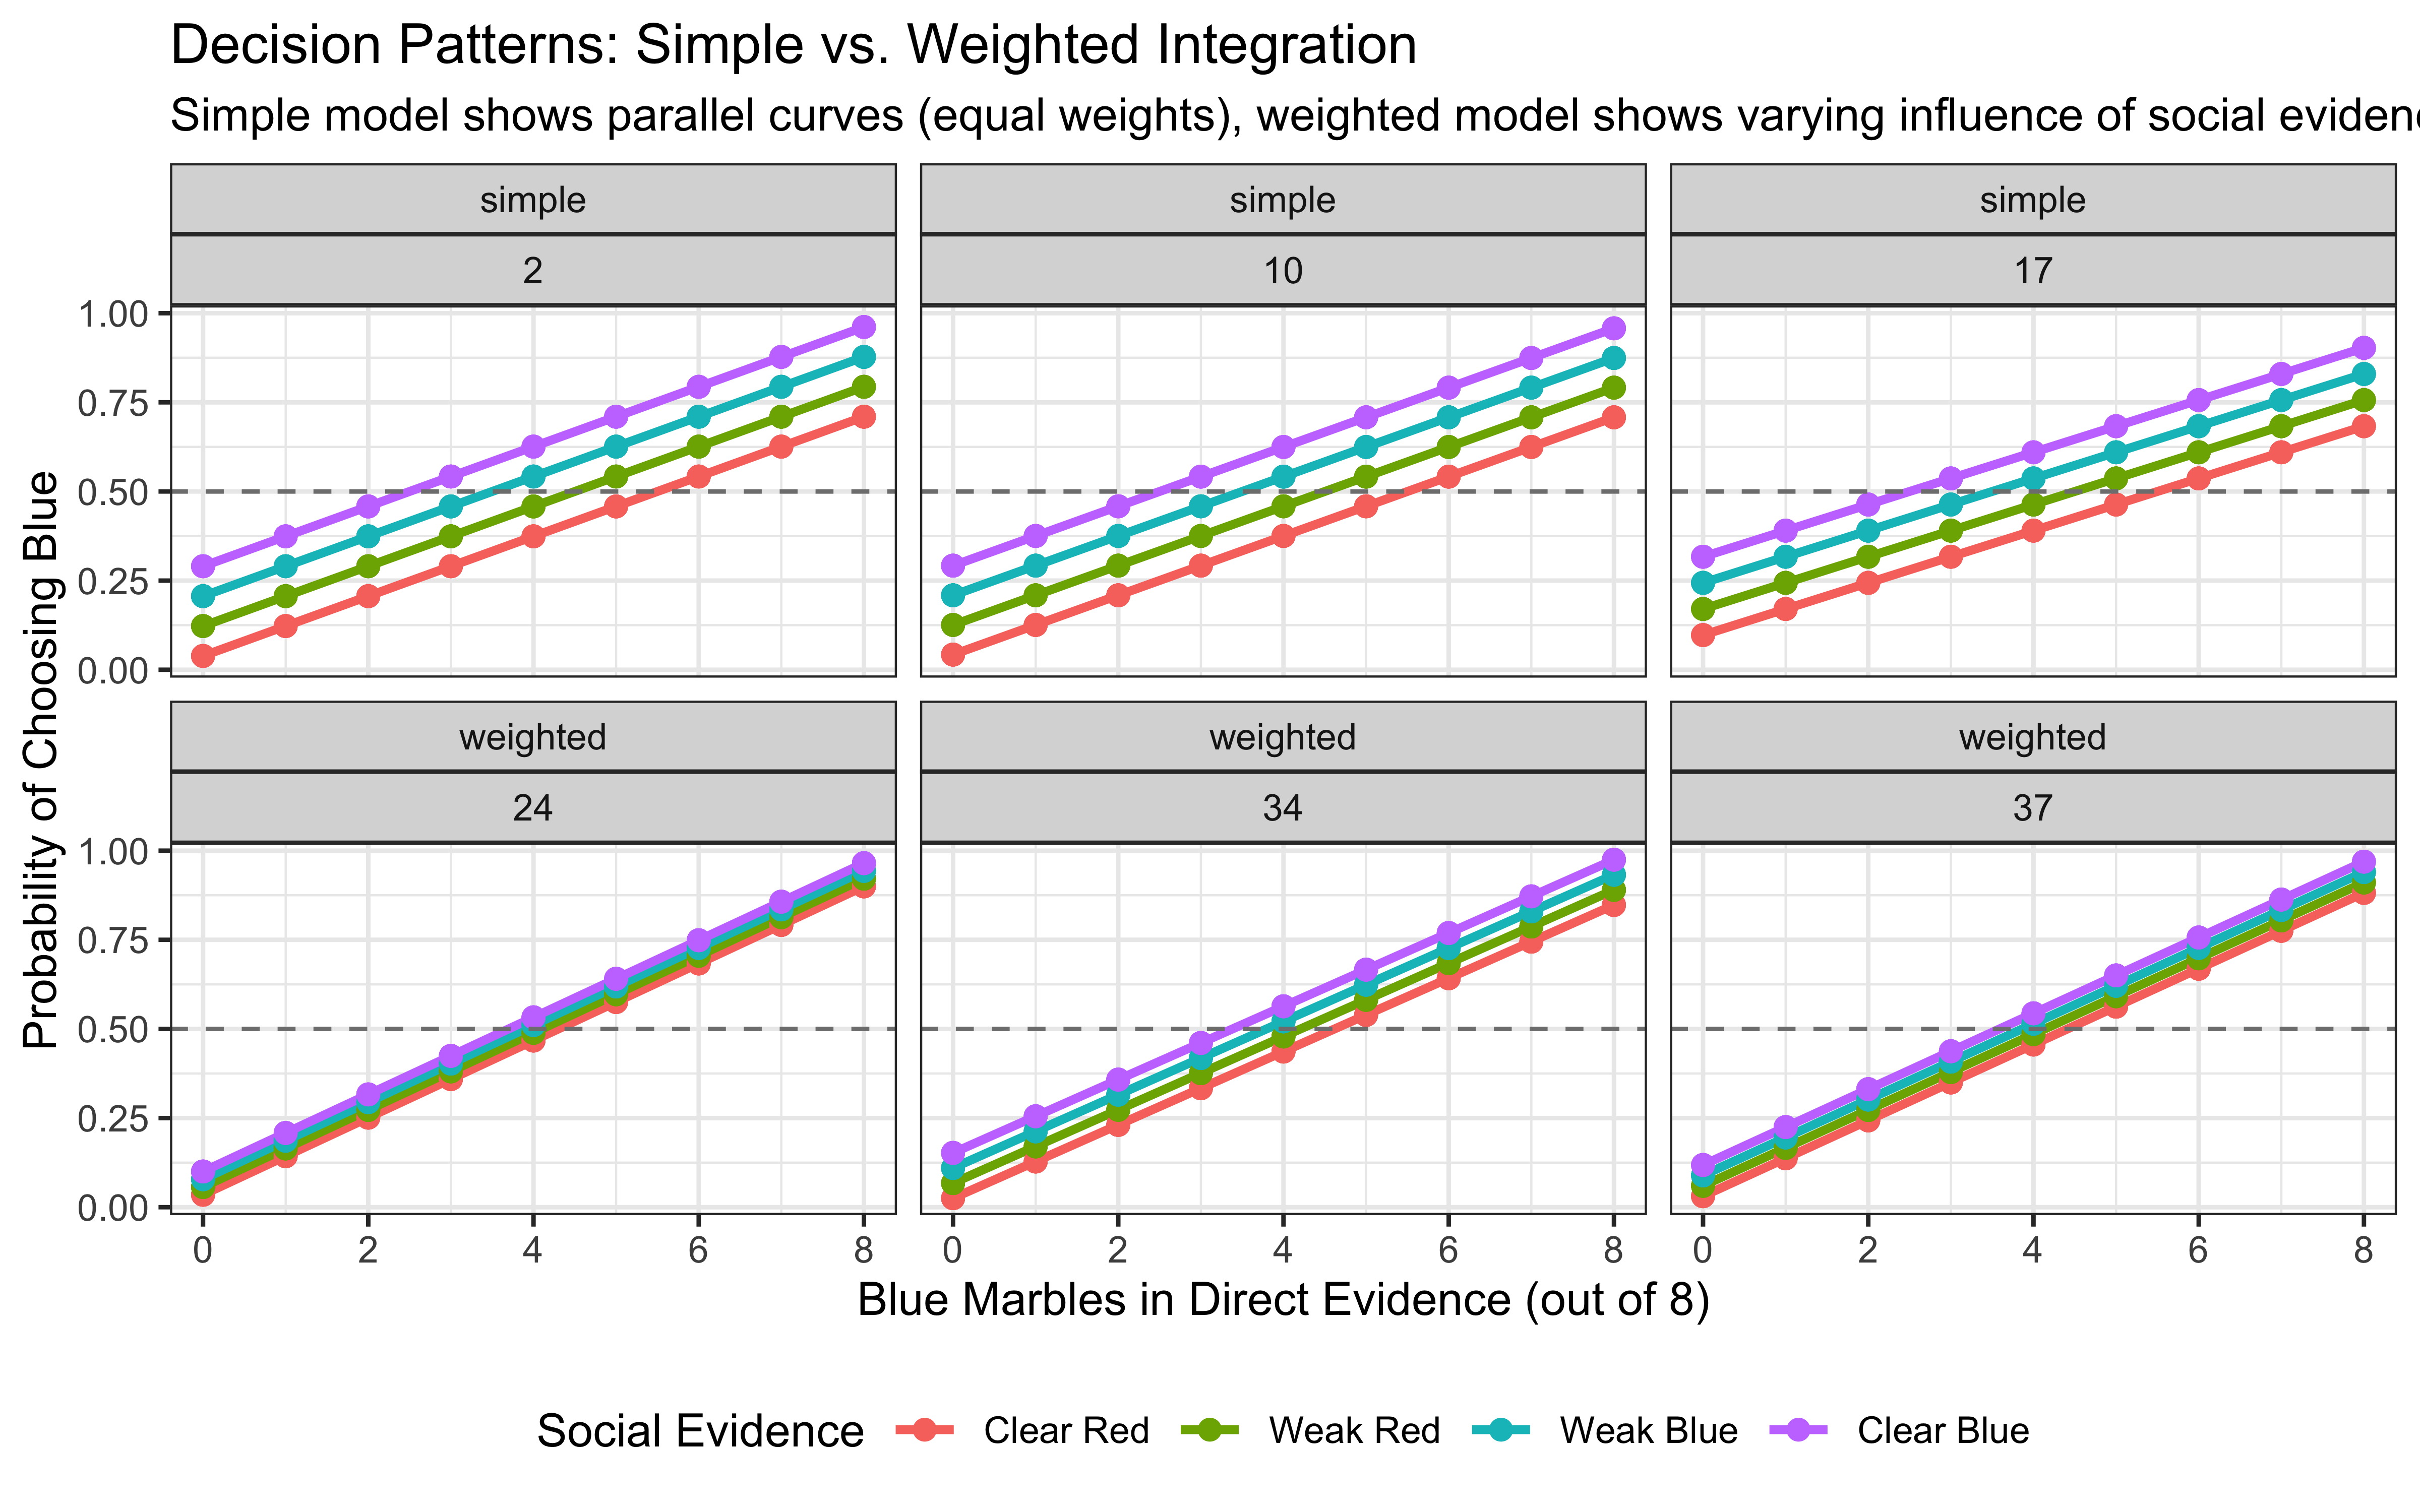 Decision Patterns: Simple vs. Weighted Integration
Simple model shows parallel curves (equal weights), weighted model shows varying influence of social evidenc
simple simple simple
2 10 17
1.00
0.75
0.50
0.25
0.00
weighted weighted weighted
24 34 37
1.00
0.75
0.50
0.25
0.00
0 2 4 6 8 0 2 4 6 8 0 2 4 6 8
Probability of Choosing Blue
Blue Marbles in Direct Evidence (out of 8)
Social Evidence Clear Red Weak Red Weak Blue Clear Blue